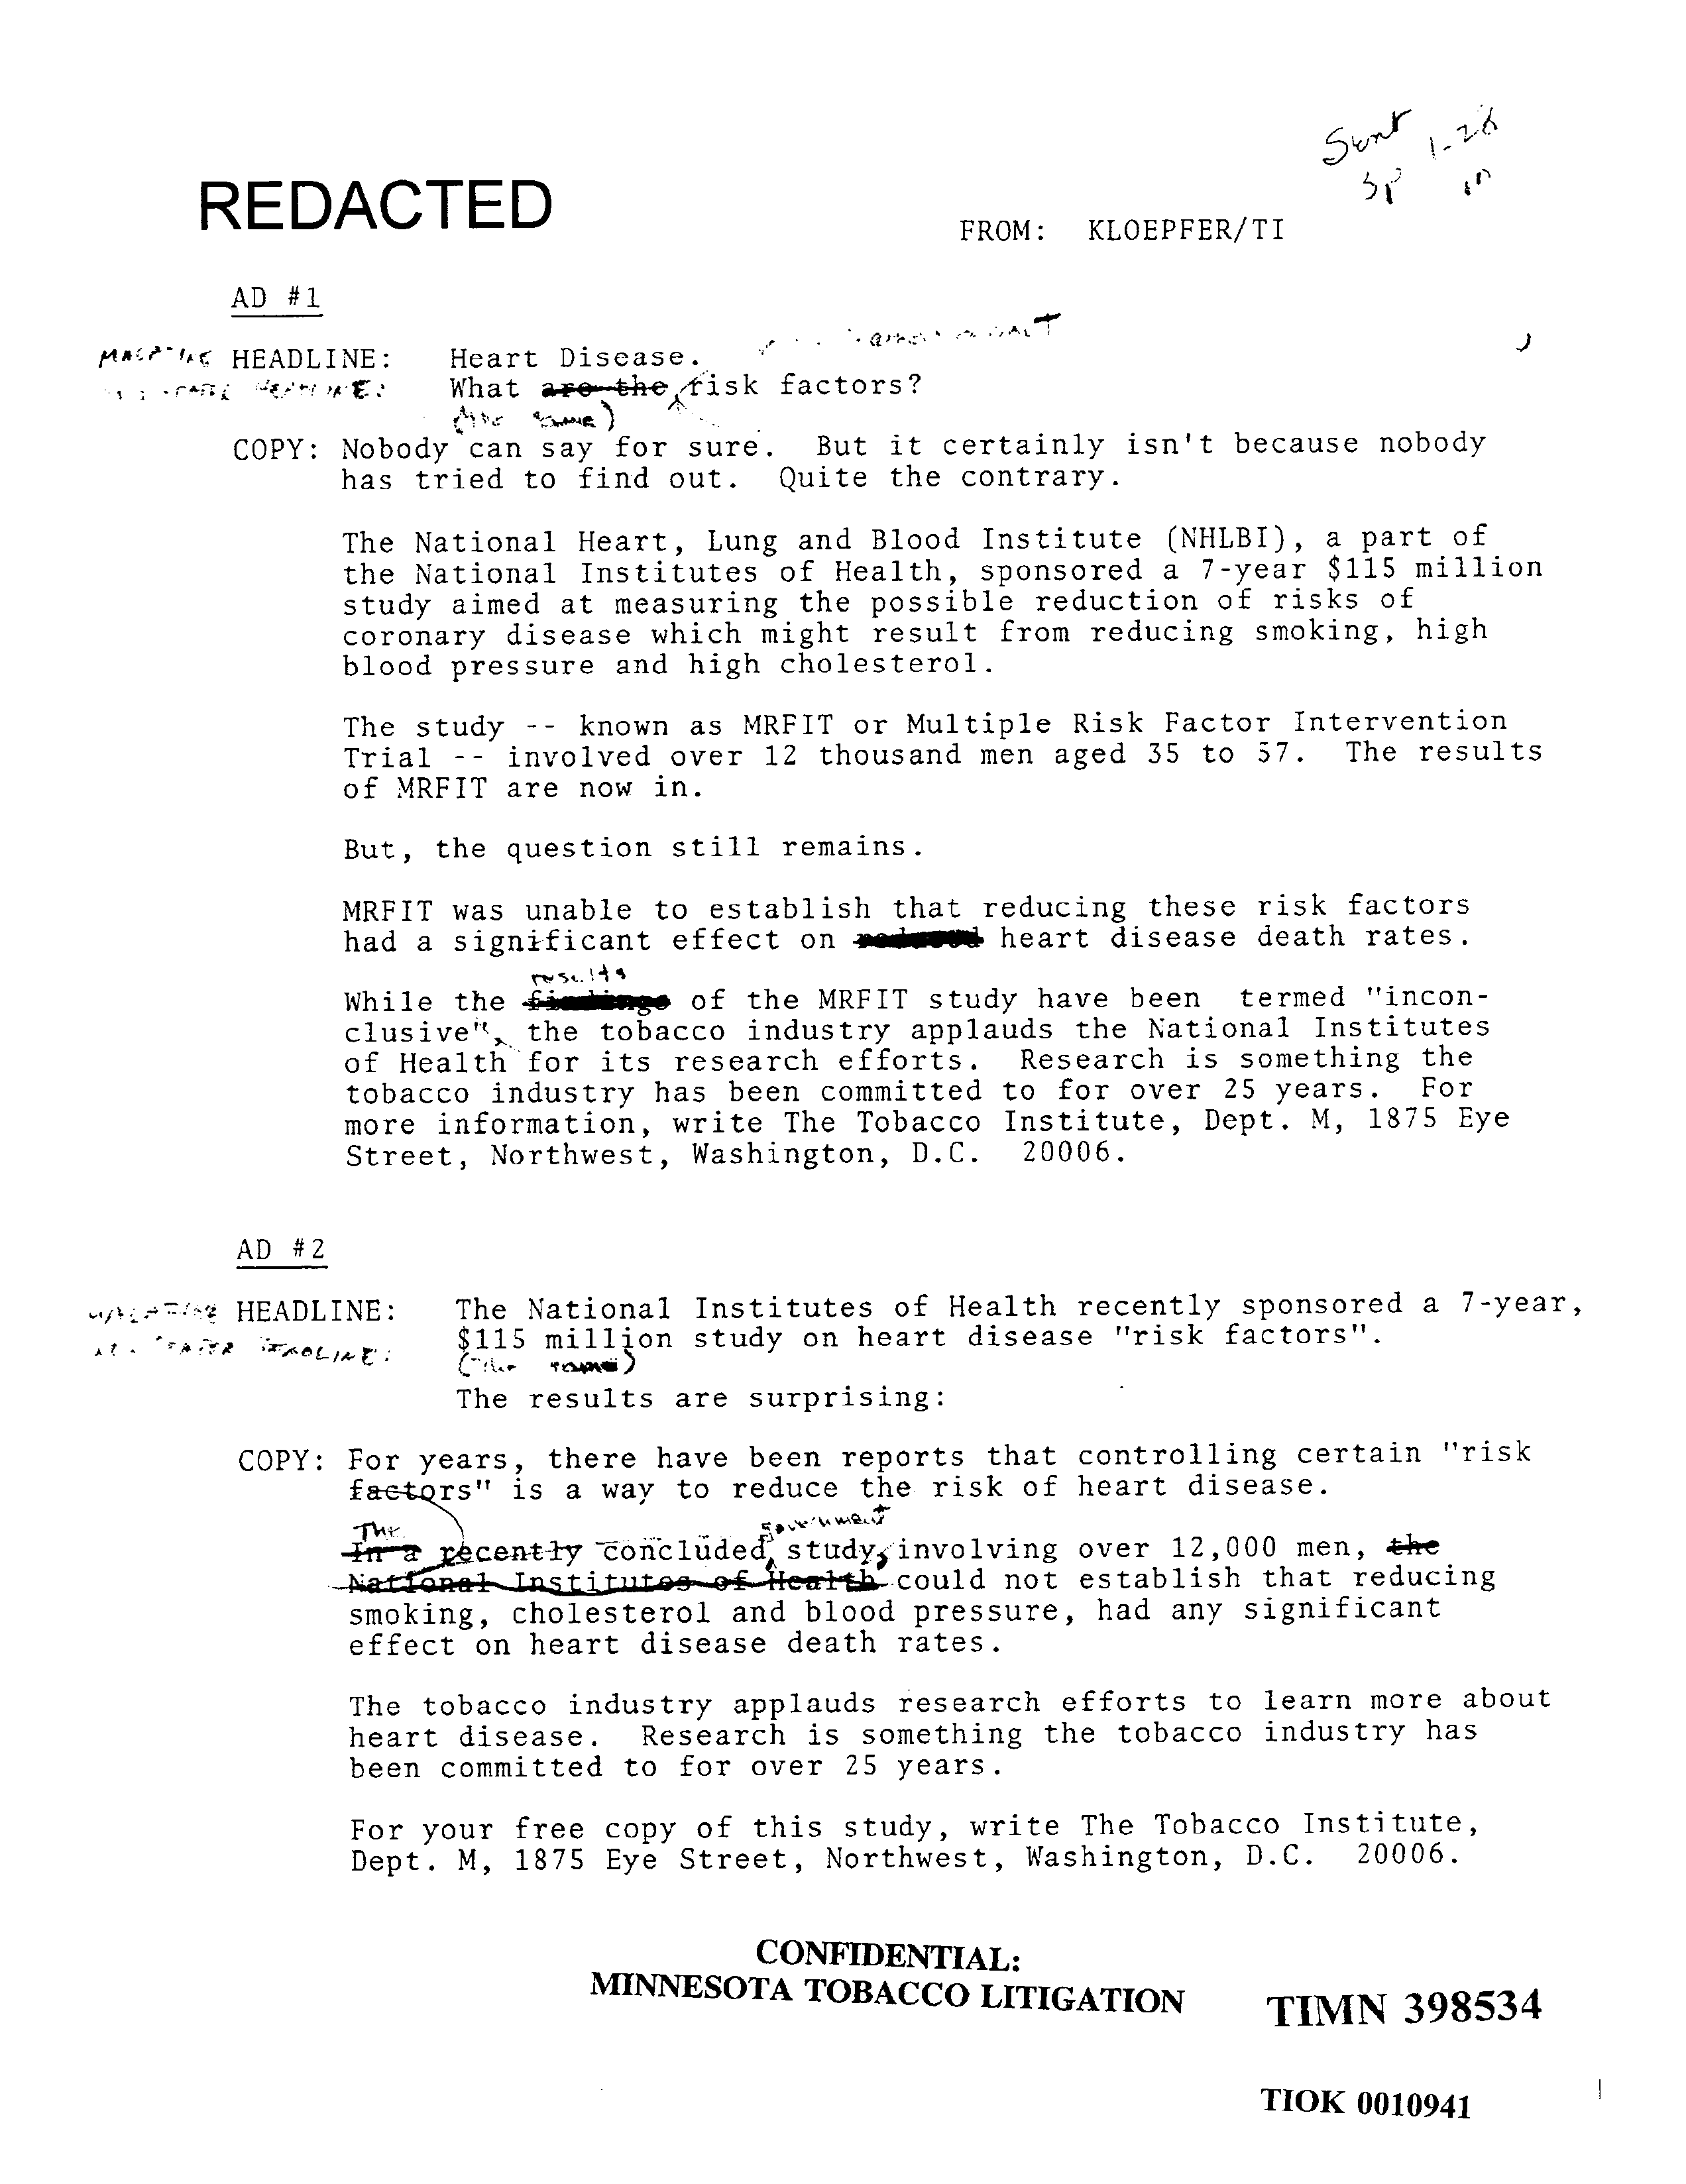 Sent 1-28
REDACTED
FROM: KLOEPFER/TI
AD #1
HEADLINE: Heart Disease.
What are the risk factors?
COPY: Nobody can say for sure. But it certainly isn't because nobody
has tried to find out. Quite the contrary.
The National Heart, Lung and Blood Institute (NHLBI), a part of
the National Institutes of Health, sponsored a 7-year $115 million
study aimed at measuring the possible reduction of risks of
coronary disease which might result from reducing smoking, high
blood pressure and high cholesterol.
The study -- known as MRFIT or Multiple Risk Factor Intervention
Trial -- involved over 12 thousand men aged 35 to 57. The results
of MRFIT are now in.
But, the question still remains.
MRFIT was unable to establish that reducing these risk factors
had a significant effect on heart disease death rates.
results
While the findings of the MRFIT study have been termed "incon-
clusive", the tobacco industry applauds the National Institutes
of Health for its research efforts. Research is something the
tobacco industry has been committed to for over 25 years. For
more information, write The Tobacco Institute, Dept. M, 1875 Eye
Street, Northwest, Washington, D.C. 20006.
AD #2
HEADLINE: The National Institutes of Health recently sponsored a 7-year,
HEADLINE: $115 million study on heart disease "risk factors".
The results are surprising:
COPY: For years, there have been reports that controlling certain "risk
factors" is a way to reduce the risk of heart disease.
The government
In a recently concluded study, involving over 12,000 men, the
National Institutes of Health could not establish that reducing
smoking, cholesterol and blood pressure, had any significant
effect on heart disease death rates.
The tobacco industry applauds research efforts to learn more about
heart disease. Research is something the tobacco industry has
been committed to for over 25 years.
For your free copy of this study, write The Tobacco Institute,
Dept. M, 1875 Eye Street, Northwest, Washington, D.C. 20006.
CONFIDENTIAL:
MINNESOTA TOBACCO LITIGATION
TIMN 398534
TIOK 0010941